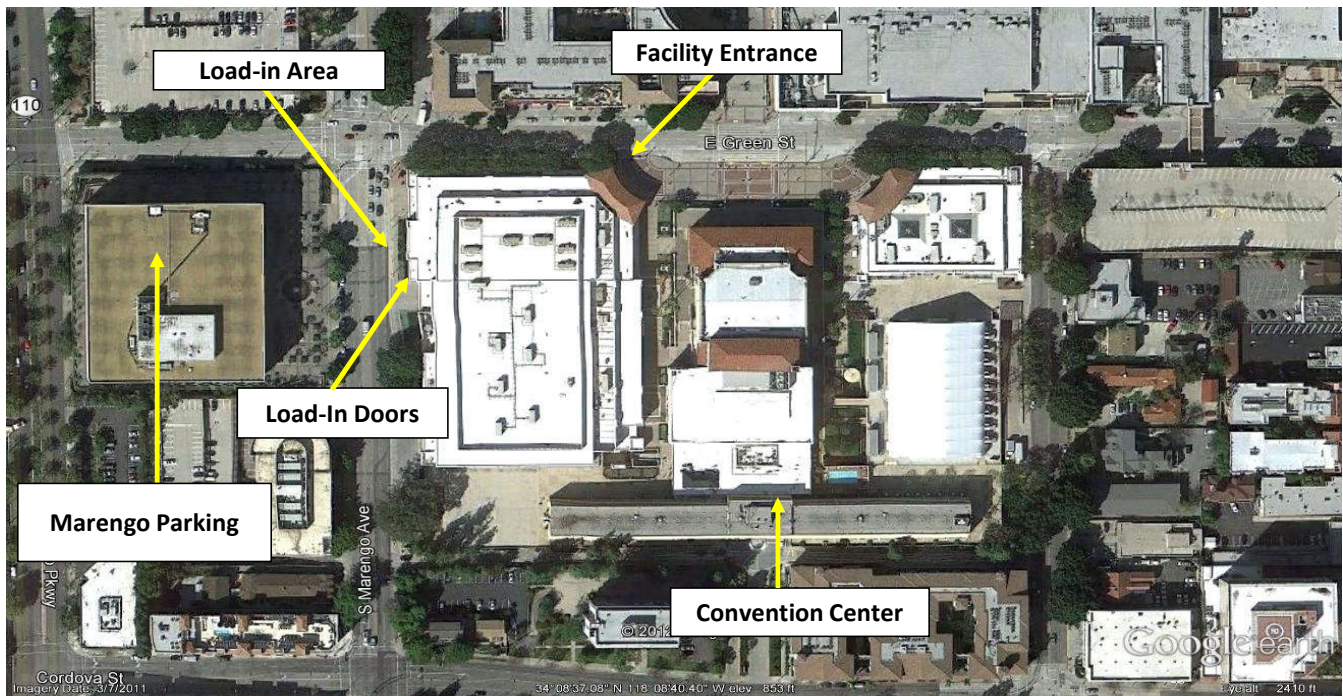 Load-in Area
Facility Entrance
110
E Green St
Load-In Doors
Marengo Parking
S Marengo Ave
Pkwy
Convention Center
© 2012
Google earth
Cordova St
Imagery Date: 3/7/2011
34°08'37.08" N 118°08'40.40" W elev 853 ft
Eye alt 2410 ft